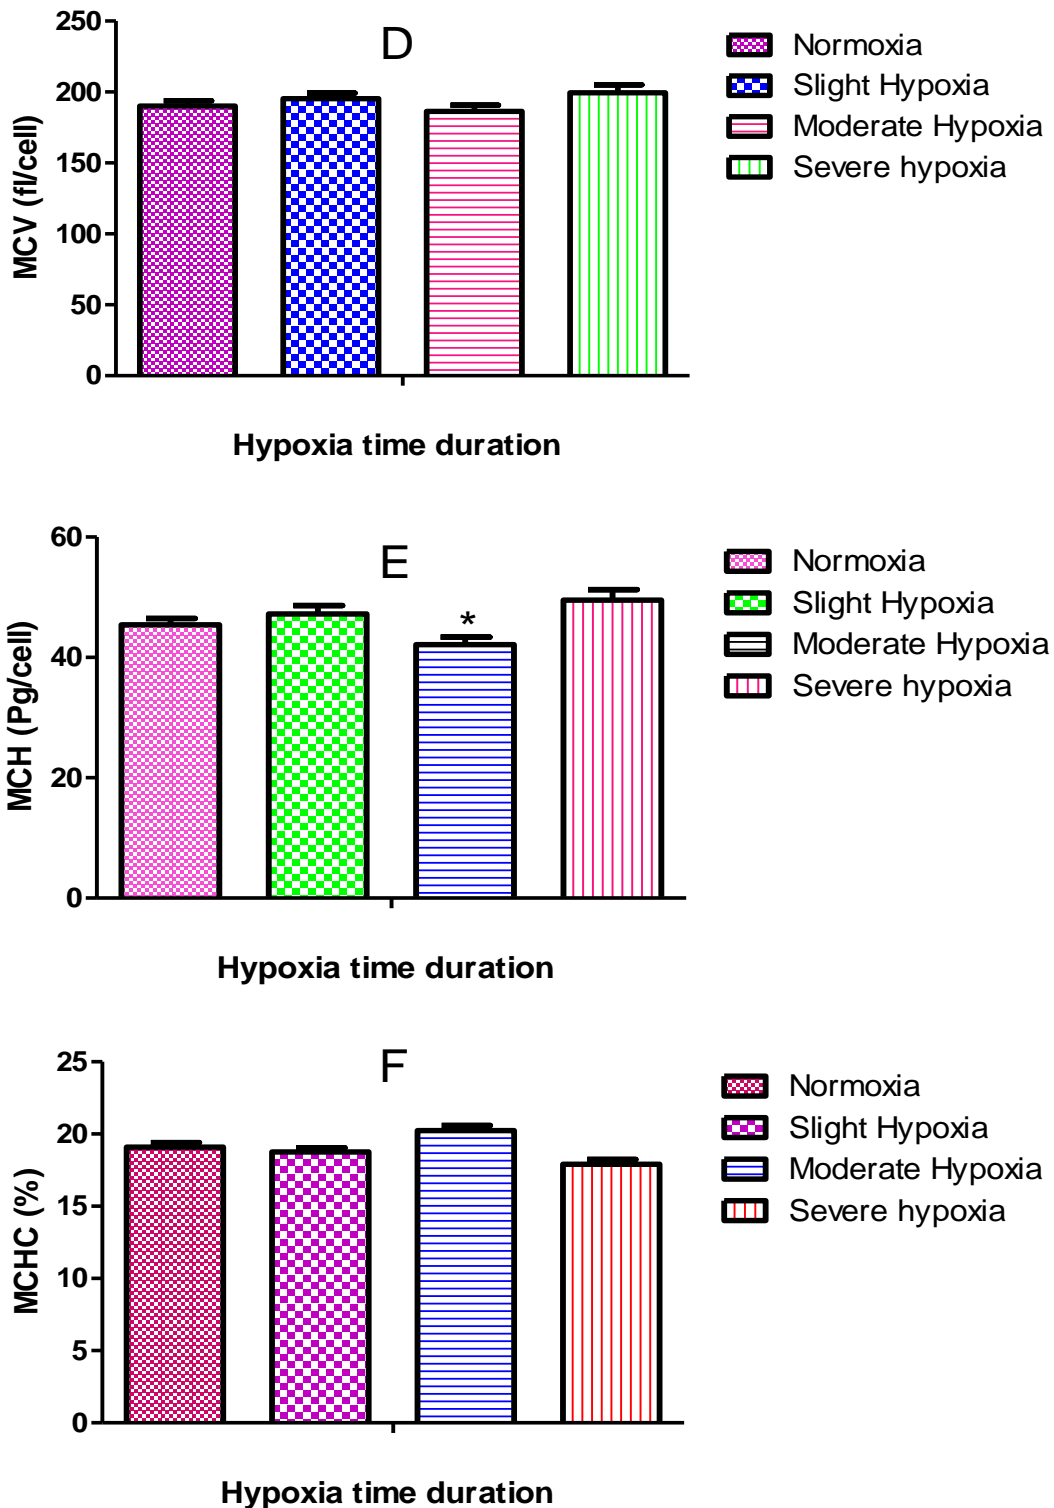 D
MCV (fl/cell)
250
200
150
100
50
0
Hypoxia time duration
Normoxia
Slight Hypoxia
Moderate Hypoxia
Severe hypoxia
E
MCH (Pg/cell)
60
40
20
0
*
Hypoxia time duration
Normoxia
Slight Hypoxia
Moderate Hypoxia
Severe hypoxia
F
MCHC (%)
25
20
15
10
5
0
Hypoxia time duration
Normoxia
Slight Hypoxia
Moderate Hypoxia
Severe hypoxia